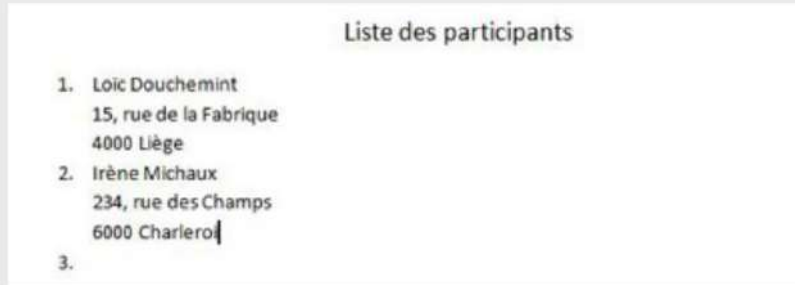 Liste des participants
1. Loïc Douchemint
15, rue de la Fabrique
4000 Liège
2. Irène Michaux
234, rue des Champs
6000 Charleroi
3.